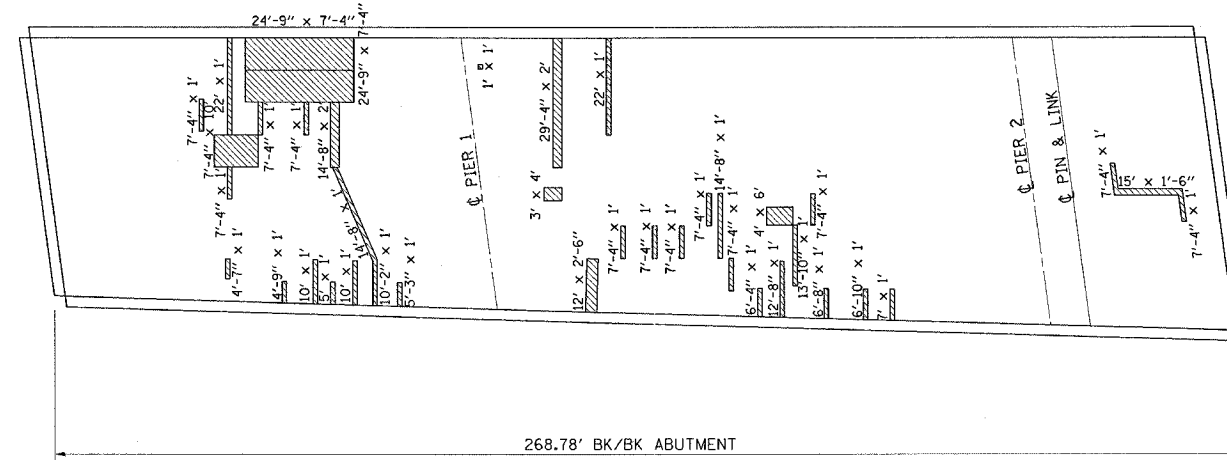 24'-9" x 7'-4"
24'-9" x 7'-4"
7'-4" x 1'
22' x 1'
7'-4" x 10'
7'-4" x 1'
7'-4" x 1'
14'-8" x 2'
7'-4" x 1'
14'-8" x 1'
4'-7" x 1'
4'-9" x 1'
10' x 1'
5' x 1'
10' x 1'
10'-2" x 1'
5'-3" x 1'
℄ PIER 1
1' x 1'
29'-4" x 2'
22' x 1'
3' x 4'
12' x 2'-6"
7'-4" x 1'
7'-4" x 1'
7'-4" x 1'
7'-4" x 1'
14'-8" x 1'
7'-4" x 1'
4' x 6'
7'-4" x 1'
13'-10" x 1'
6'-4" x 1'
12'-8" x 1'
6'-8" x 1'
6'-10" x 1'
7' x 1'
℄ PIER 2
℄ PIN & LINK
7'-4" x 1'
15' x 1'-6"
7'-4" x 1'
268.78' BK/BK ABUTMENT